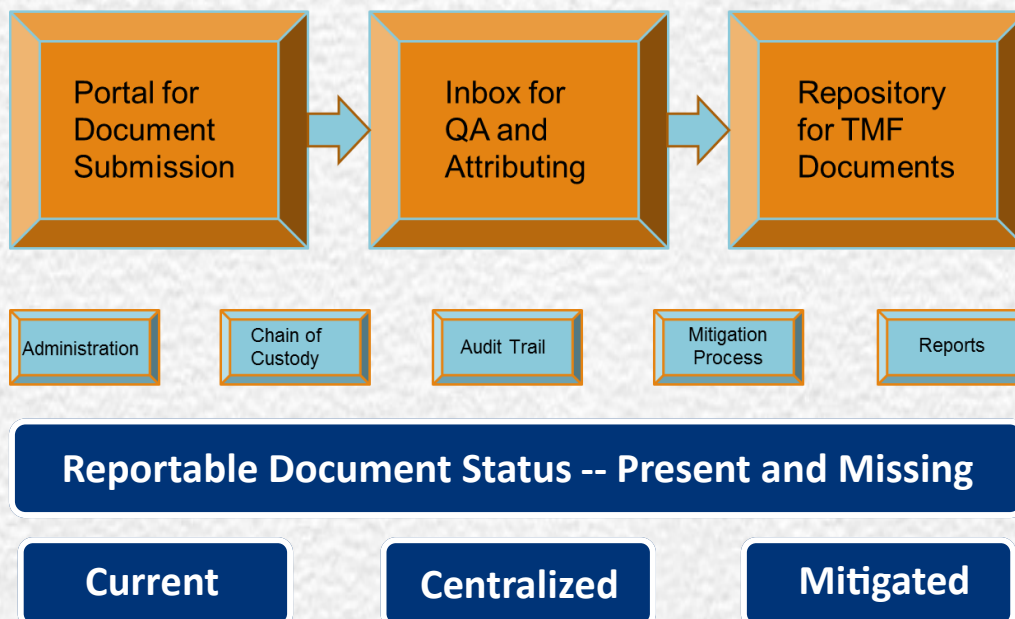 Portal for
Document
Submission
Inbox for
QA and
Attributing
Repository
for TMF
Documents
Administration
Chain of
Custody
Audit Trail
Mitigation
Process
Reports
Reportable Document Status -- Present and Missing
Current
Centralized
Mitigated